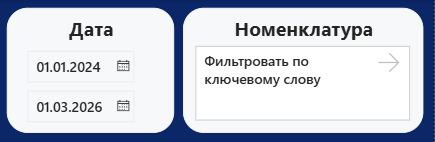 Дата
01.01.2024
01.03.2026
Номенклатура
Фильтровать по
ключевому слову